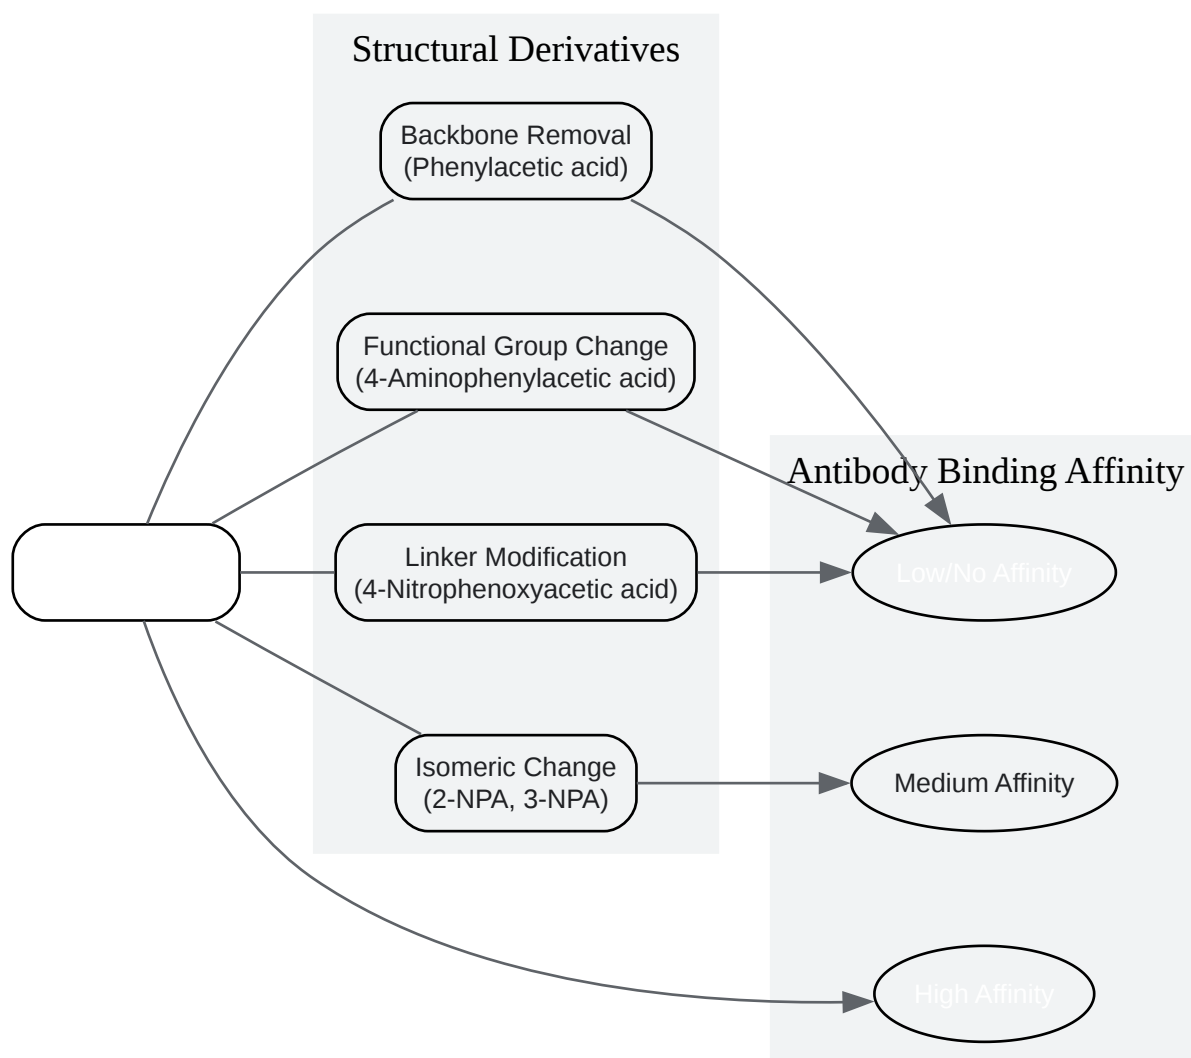 Structural Derivatives
Backbone Removal
(Phenylacetic acid)
Functional Group Change
(4-Aminophenylacetic acid)
Linker Modification
(4-Nitrophenoxyacetic acid)
Isomeric Change
(2-NPA, 3-NPA)
Antibody Binding Affinity
Low/No Affinity
Medium Affinity
High Affinity